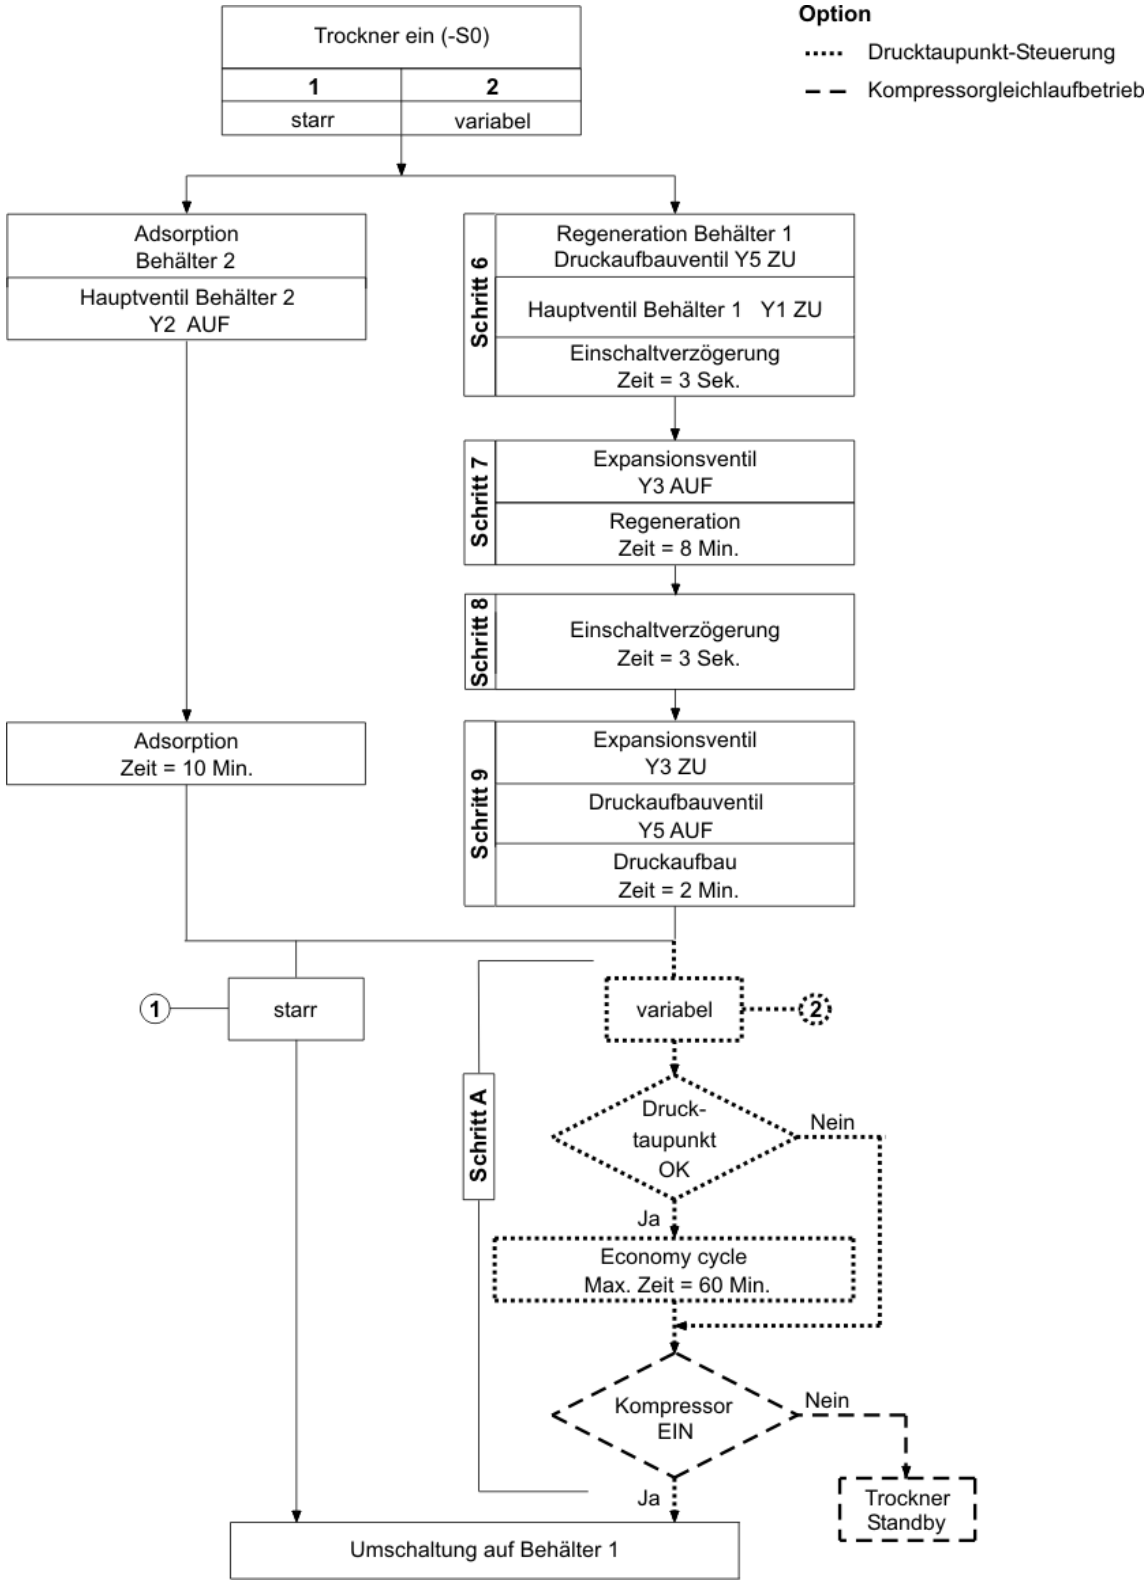 Trockner ein (-S0)
1
2
starr
variabel
Option
Drucktaupunkt-Steuerung
Kompressorgleichlaufbetrieb
Adsorption
Behälter 2
Hauptventil Behälter 2
Y2 AUF
Schritt 6
Regeneration Behälter 1
Druckaufbauventil Y5 ZU
Hauptventil Behälter 1 Y1 ZU
Einschaltverzögerung
Zeit = 3 Sek.
Schritt 7
Expansionsventil
Y3 AUF
Regeneration
Zeit = 8 Min.
Schritt 8
Einschaltverzögerung
Zeit = 3 Sek.
Adsorption
Zeit = 10 Min.
Schritt 9
Expansionsventil
Y3 ZU
Druckaufbauventil
Y5 AUF
Druckaufbau
Zeit = 2 Min.
1
starr
variabel
2
Schritt A
Druck-
taupunkt
OK
Nein
Ja
Economy cycle
Max. Zeit = 60 Min.
Kompressor
EIN
Nein
Ja
Trockner
Standby
Umschaltung auf Behälter 1